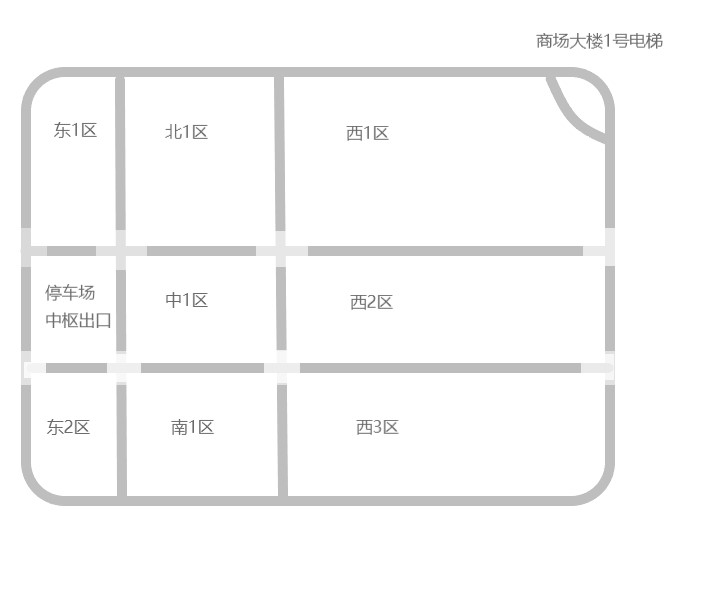 商场大楼1号电梯
东1区
北1区
西1区
停车场
中枢出口
中1区
西2区
东2区
南1区
西3区